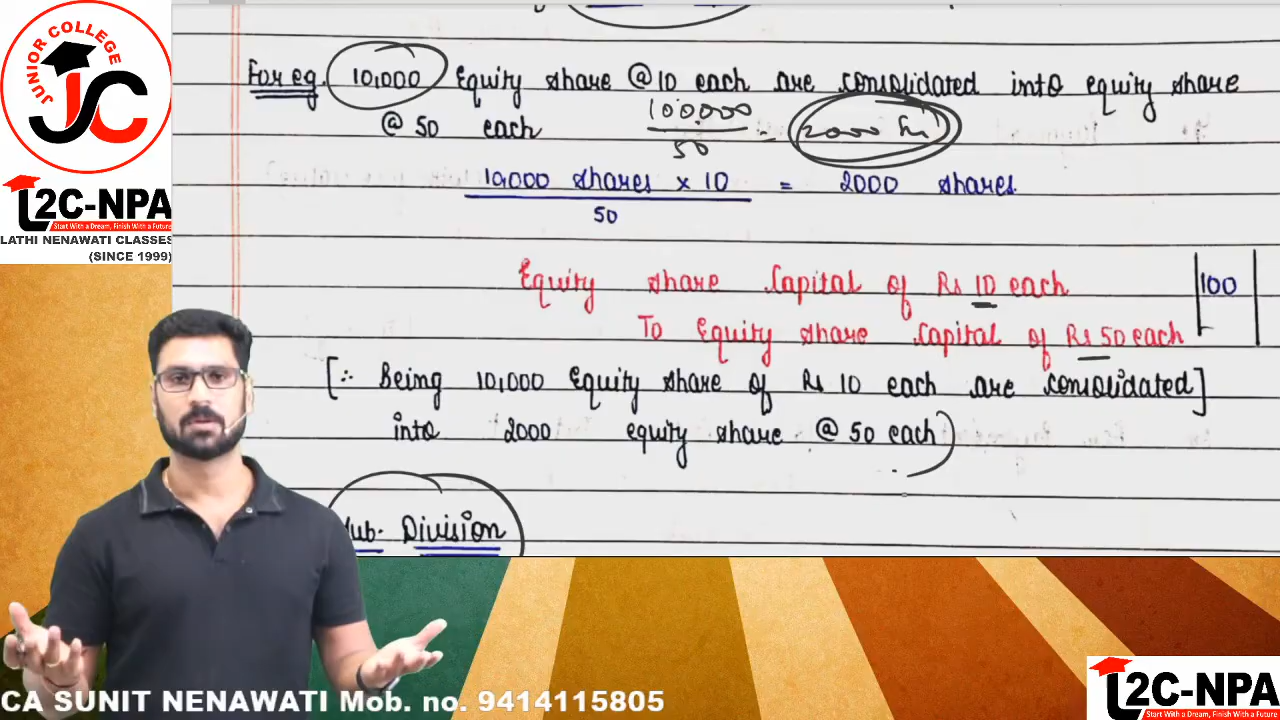 For eg. 10,000 Equity share @ 10 each are consolidated into equity share
@ 50 each
100,000
50
= 2000
10,000 shares x 10 = 2000 shares.
50
Equity share Capital of Rs 10 each
100
To Equity share Capital of Rs 50 each
[∴ Being 10,000 Equity share of Rs 10 each are consolidated]
into 2000 equity share @ 50 each)
Sub- Division
JUNIOR COLLEGE
JC
L2C-NPA
Start With a Dream, Finish With a Future
LATHI NENAWATI CLASSES
(SINCE 1999)
CA SUNIT NENAWATI Mob. no. 9414115805
L2C-NPA
Start With a Dream, Finish With a Future